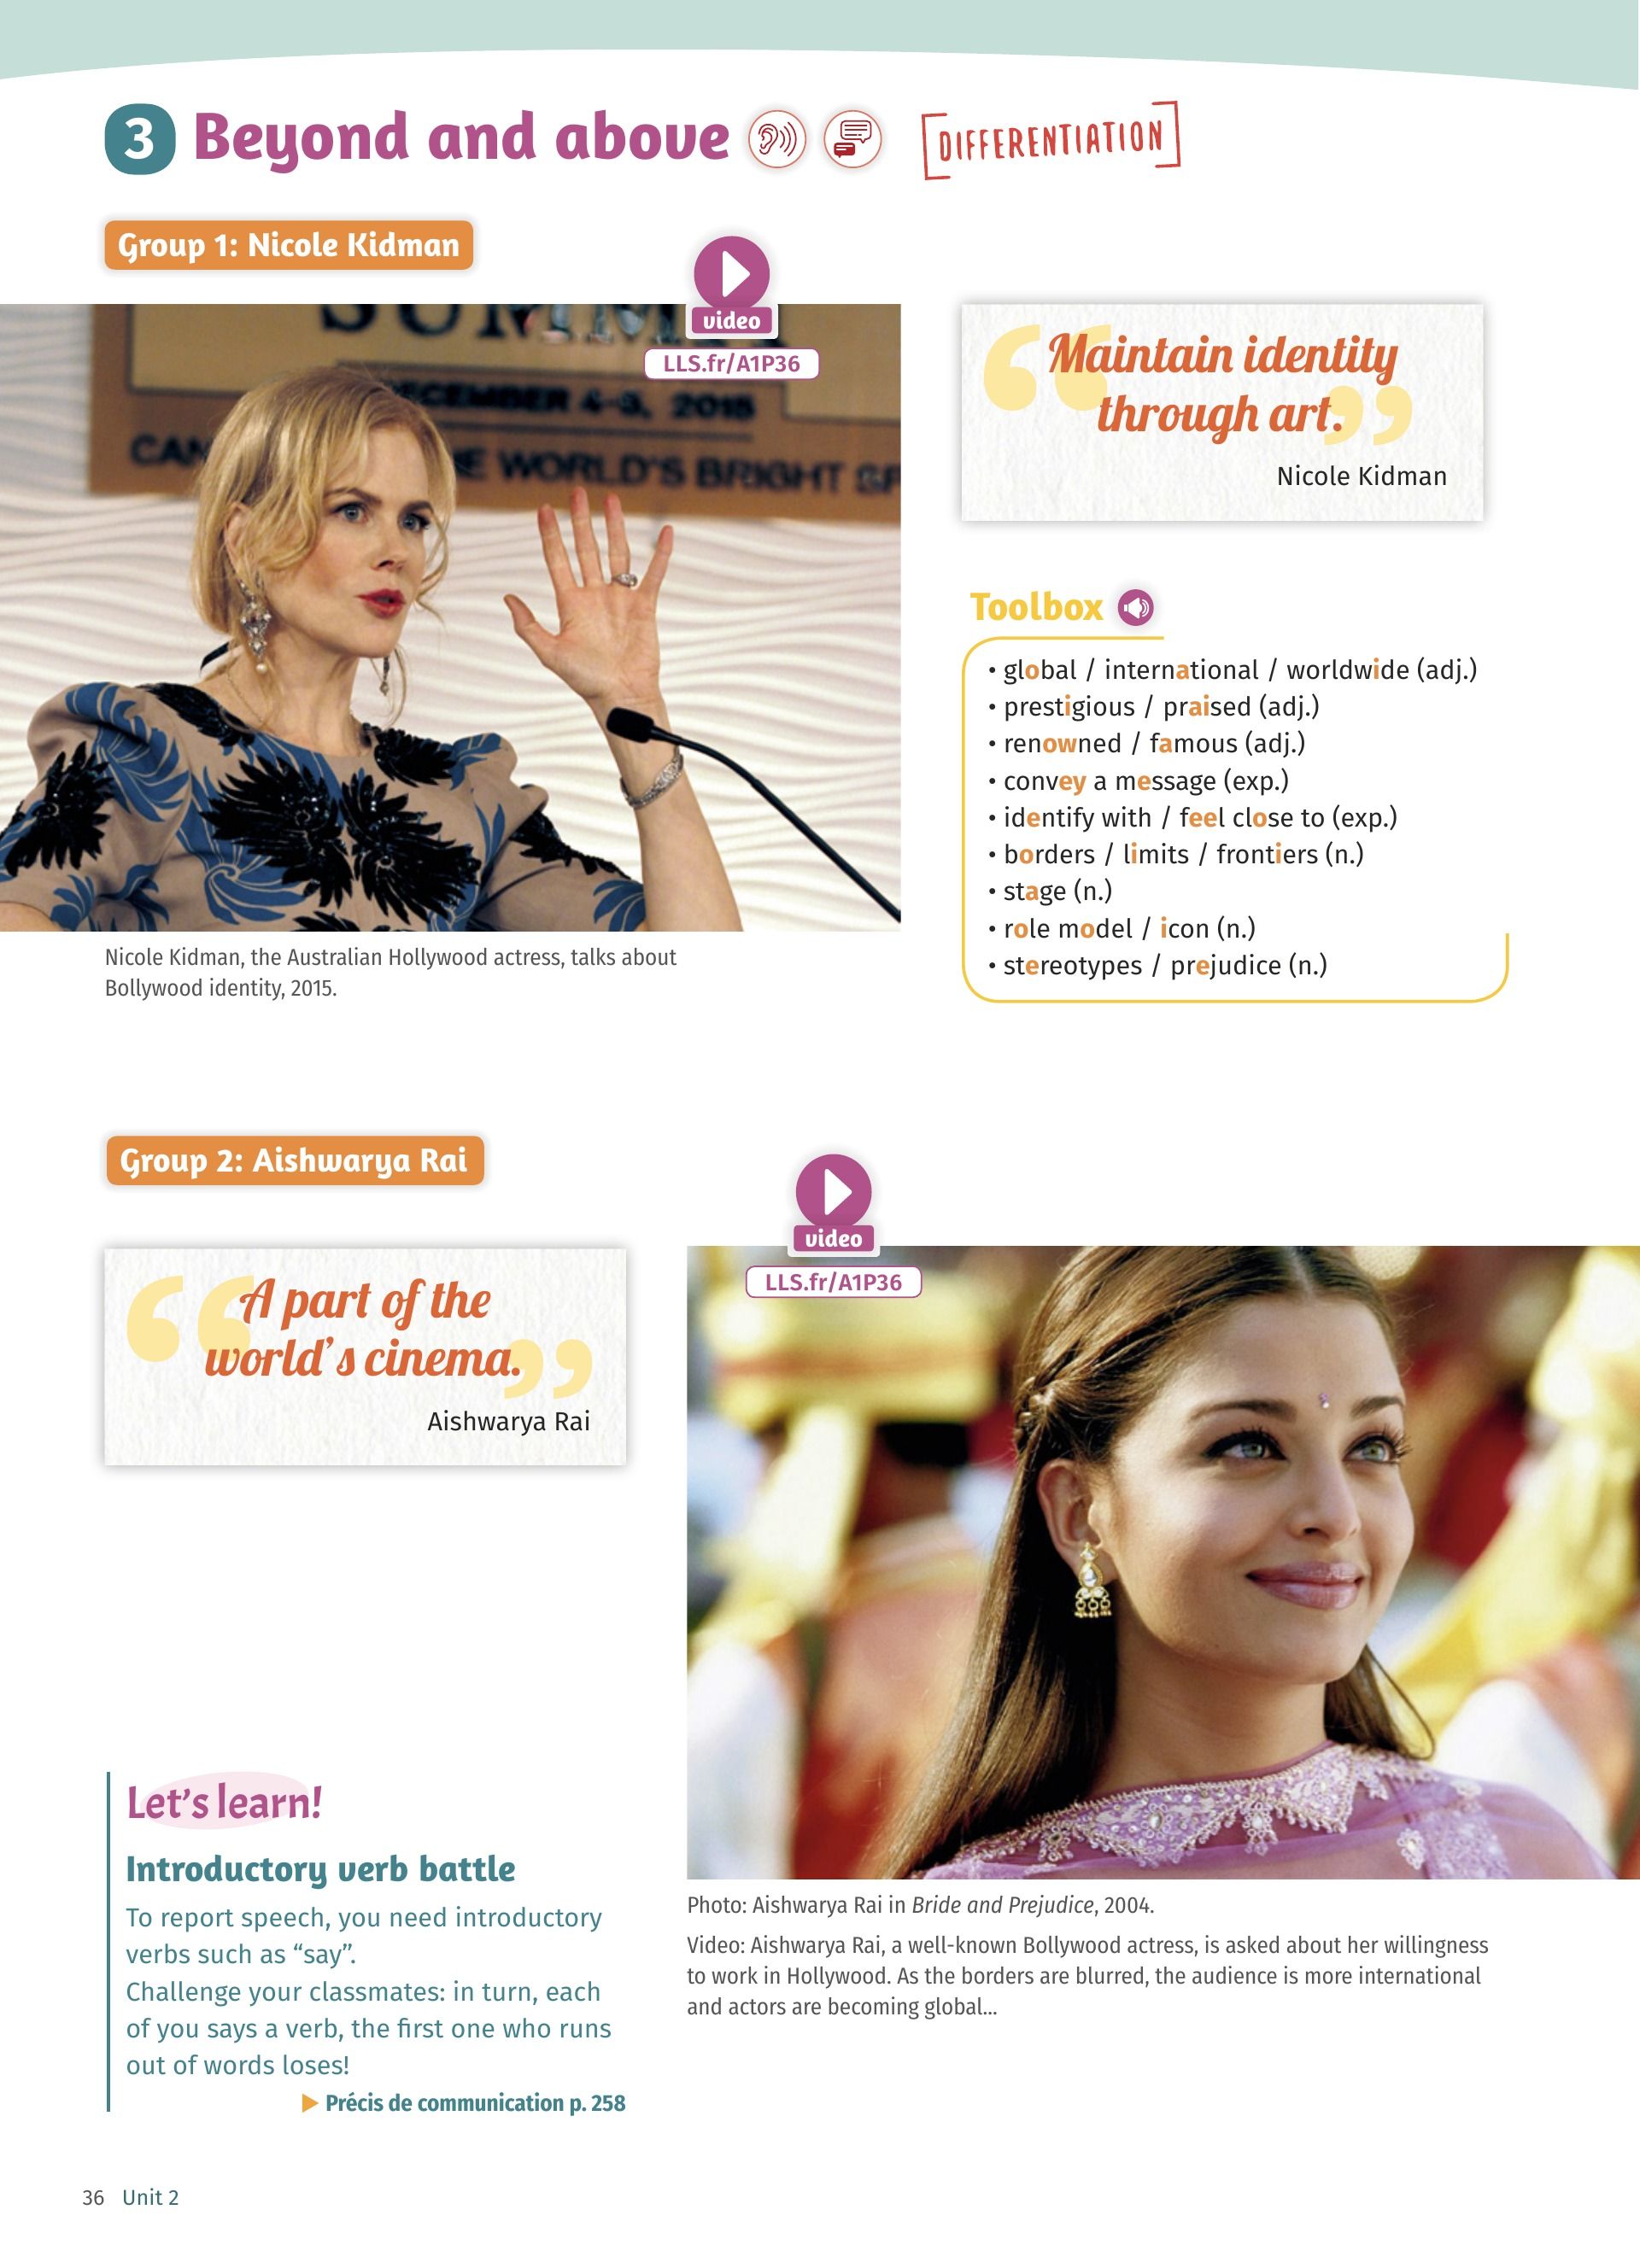 3 Beyond and above
DIFFERENTIATION
Group 1: Nicole Kidman
video
LLS.fr/A1P36
DECEMBER 4-5, 2015
THE WORLD'S BRIGHT
“Maintain identity
through art.”
Nicole Kidman
Toolbox
• global / international / worldwide (adj.)
• prestigious / praised (adj.)
• renowned / famous (adj.)
• convey a message (exp.)
• identify with / feel close to (exp.)
• borders / limits / frontiers (n.)
• stage (n.)
• role model / icon (n.)
• stereotypes / prejudice (n.)
Nicole Kidman, the Australian Hollywood actress, talks about
Bollywood identity, 2015.
Group 2: Aishwarya Rai
video
LLS.fr/A1P36
“A part of the
world’s cinema.”
Aishwarya Rai
Let’s learn!
Introductory verb battle
To report speech, you need introductory
verbs such as “say”.
Challenge your classmates: in turn, each
of you says a verb, the first one who runs
out of words loses!
▶ Précis de communication p. 258
Photo: Aishwarya Rai in Bride and Prejudice, 2004.
Video: Aishwarya Rai, a well-known Bollywood actress, is asked about her willingness
to work in Hollywood. As the borders are blurred, the audience is more international
and actors are becoming global...
36 Unit 2